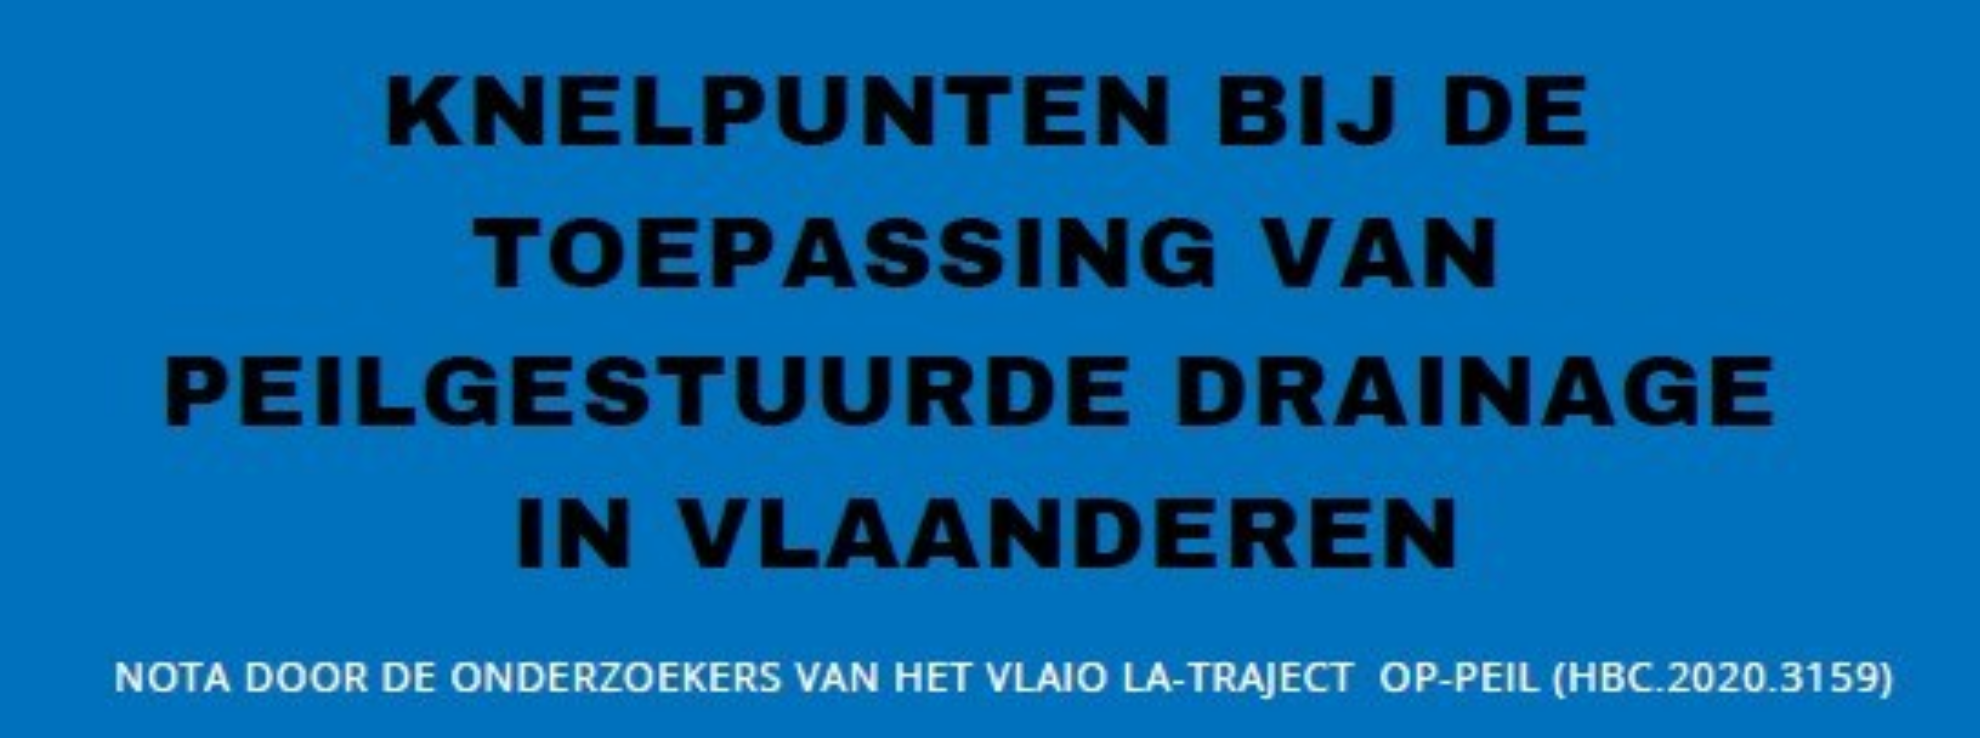 KNELPUNTEN BIJ DE
TOEPASSING VAN
PEILGESTUURDE DRAINAGE
IN VLAANDEREN
NOTA DOOR DE ONDERZOEKERS VAN HET VLAIO LA-TRAJECT OP-PEIL (HBC.2020.3159)